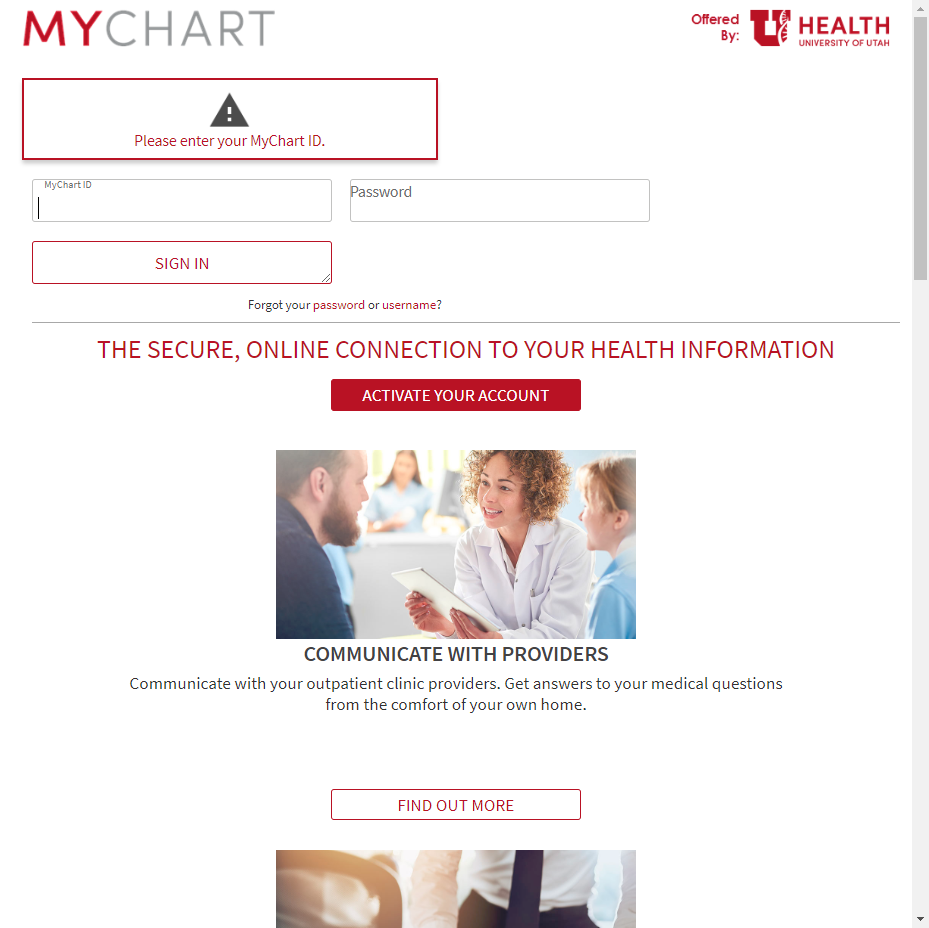 MYCHART
Offered
By:
U HEALTH
UNIVERSITY OF UTAH
Please enter your MyChart ID.
MyChart ID
Password
SIGN IN
Forgot your password or username?
THE SECURE, ONLINE CONNECTION TO YOUR HEALTH INFORMATION
ACTIVATE YOUR ACCOUNT
COMMUNICATE WITH PROVIDERS
Communicate with your outpatient clinic providers. Get answers to your medical questions
from the comfort of your own home.
FIND OUT MORE